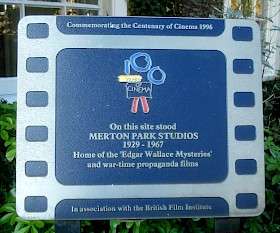 Commemorating the Centenary of Cinema 1996
100
CINEMA
On this site stood
MERTON PARK STUDIOS
1929 - 1967
Home of the 'Edgar Wallace Mysteries'
and war-time propaganda films
In association with the British Film Institute